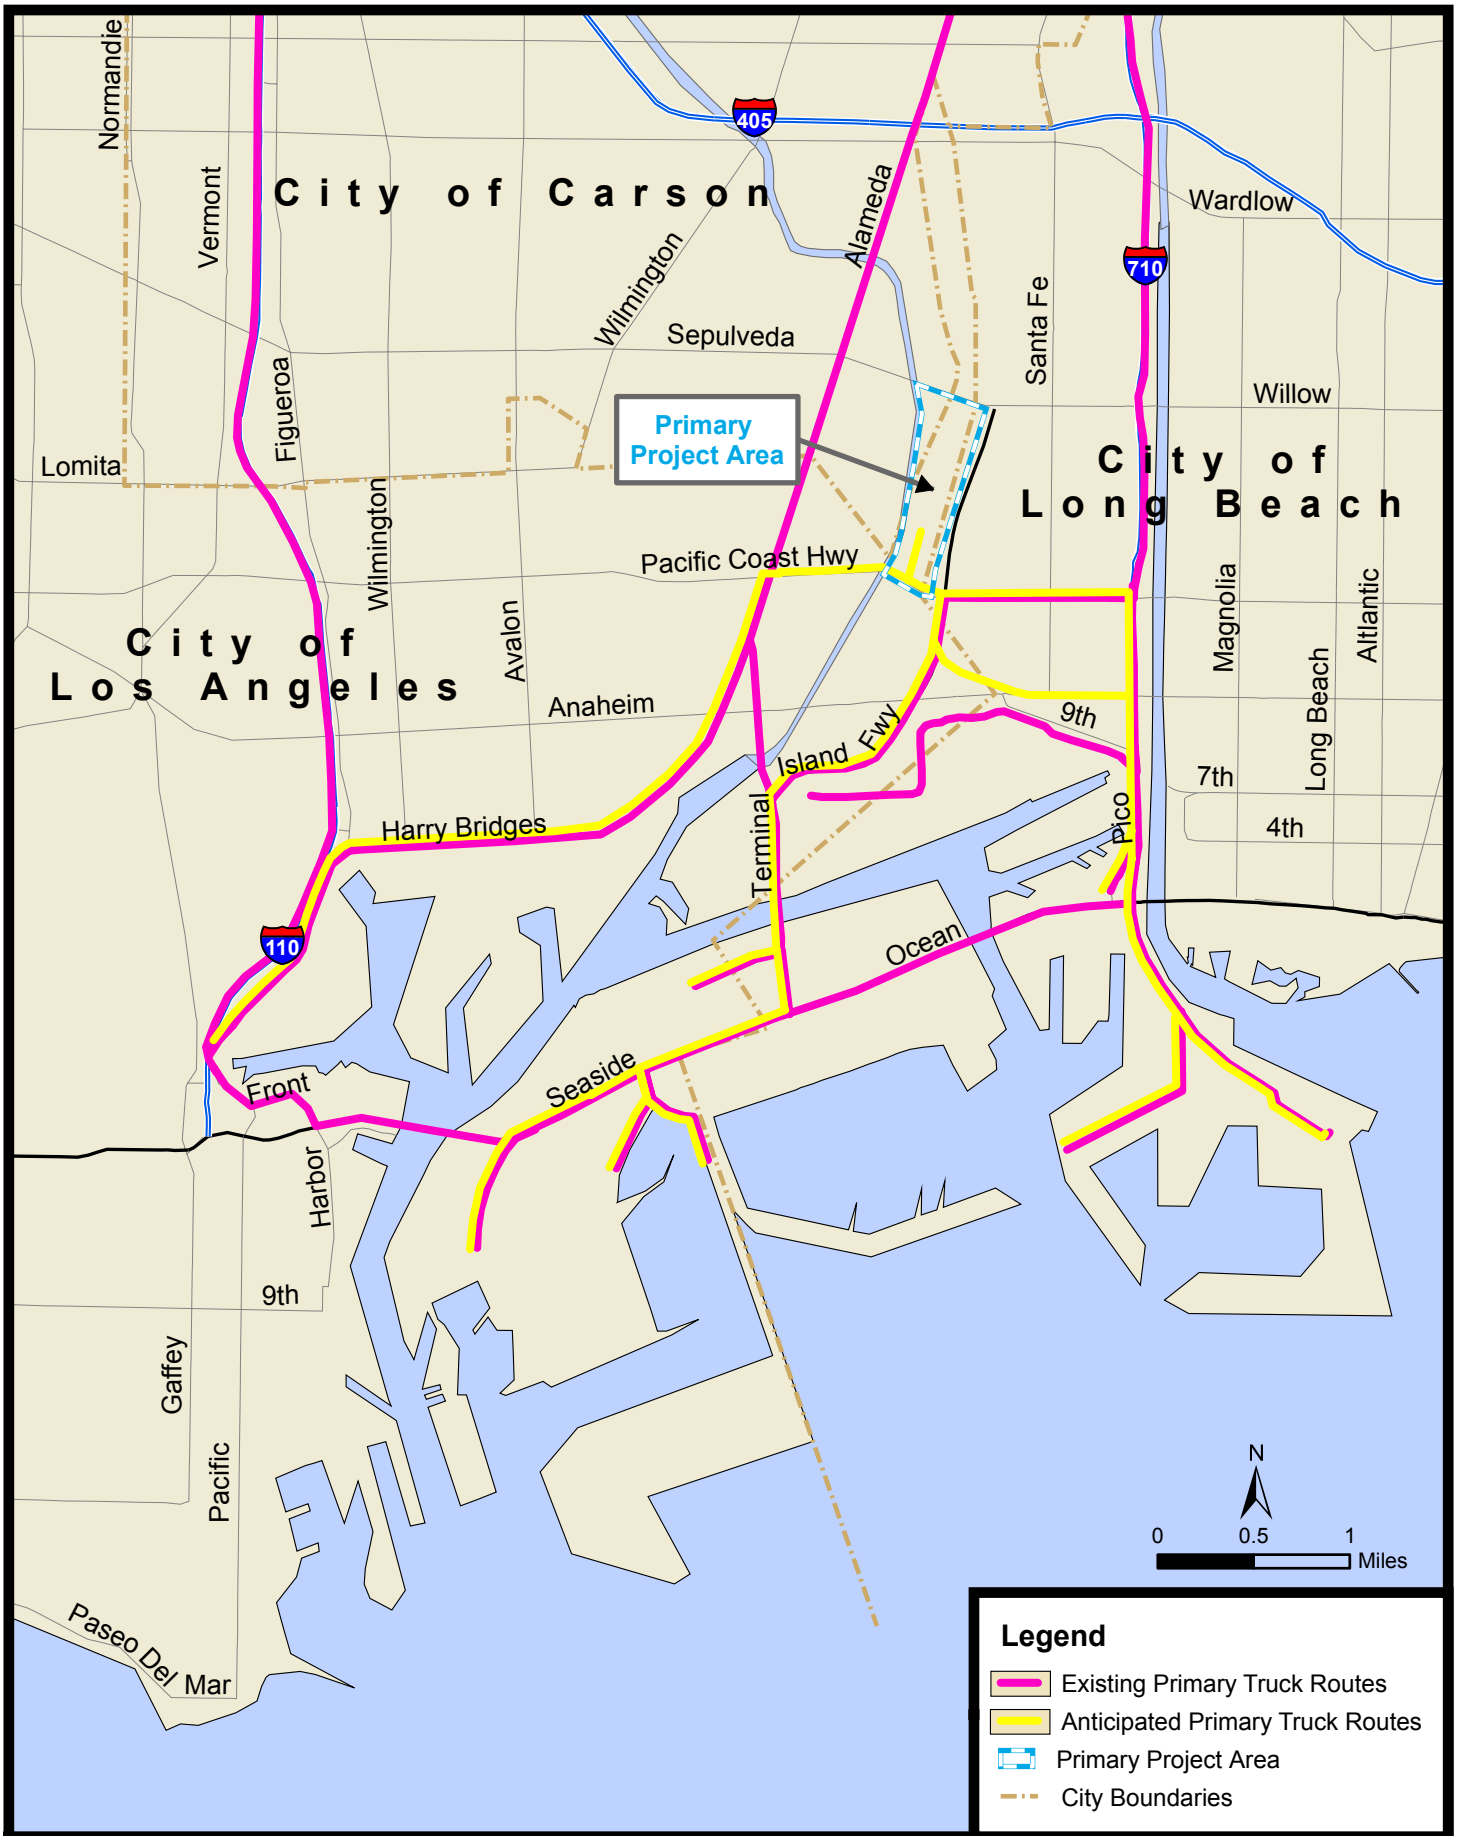 Normandie
405
City of Carson
Vermont
Alameda
Wardlow
Wilmington
710
Sepulveda
Santa Fe
Figueroa
Willow
Primary
Project Area
Lomita
City of
Long Beach
Wilmington
Pacific Coast Hwy
Magnolia
Altlantic
Avalon
City of
Los Angeles
Long Beach
Anaheim
9th
Island Fwy
7th
Terminal
Pico
Harry Bridges
4th
110
Ocean
Seaside
Front
Harbor
9th
Gaffey
Pacific
N
0 0.5 1
Miles
Paseo Del Mar
Legend
Existing Primary Truck Routes
Anticipated Primary Truck Routes
Primary Project Area
City Boundaries